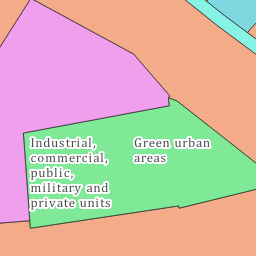 Industrial,
commercial,
public,
military and
private units
Green urban
areas